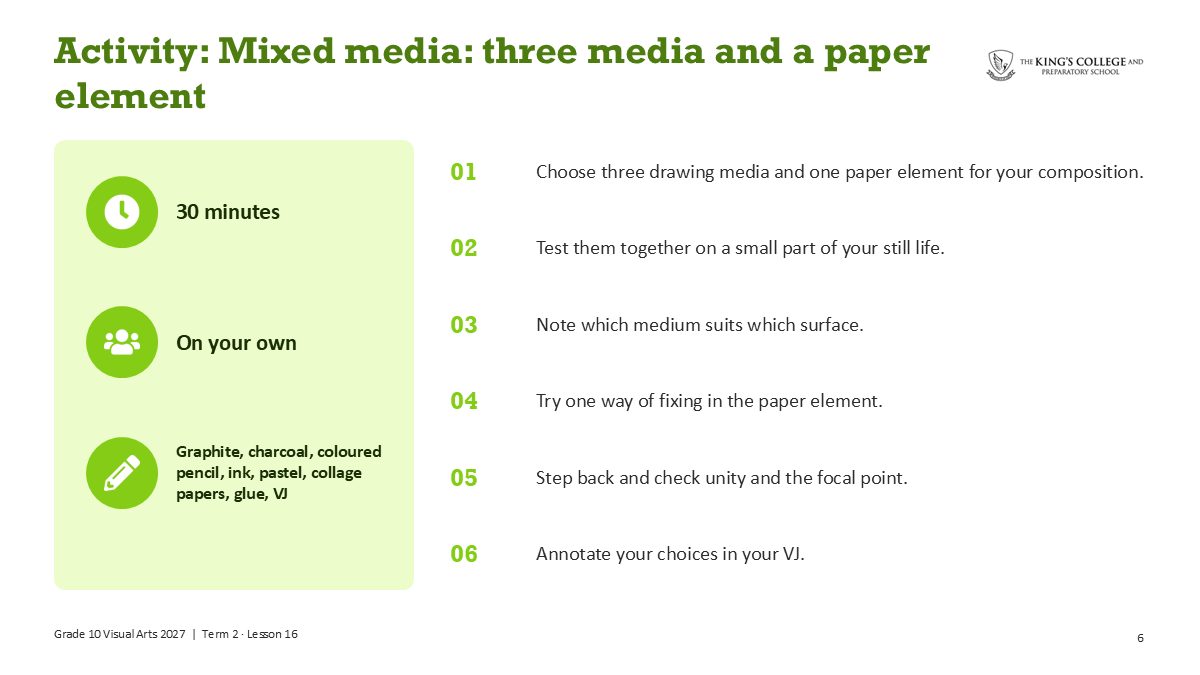 Activity: Mixed media: three media and a paper
element
THE KING'S COLLEGE AND
PREPARATORY SCHOOL
30 minutes
On your own
Graphite, charcoal, coloured
pencil, ink, pastel, collage
papers, glue, VJ
01 Choose three drawing media and one paper element for your composition.
02 Test them together on a small part of your still life.
03 Note which medium suits which surface.
04 Try one way of fixing in the paper element.
05 Step back and check unity and the focal point.
06 Annotate your choices in your VJ.
Grade 10 Visual Arts 2027 | Term 2 · Lesson 16
6